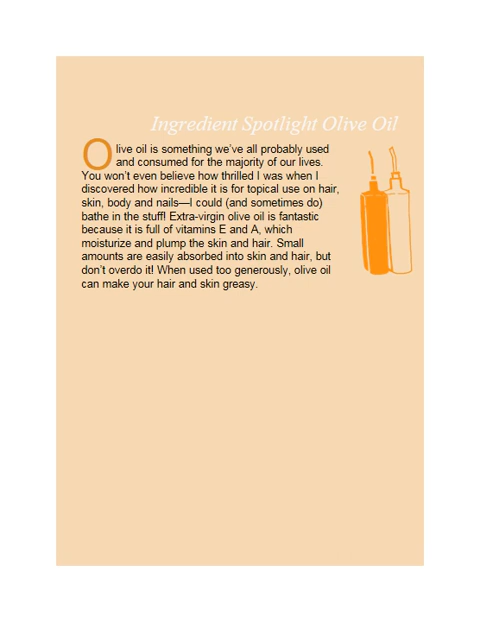 Ingredient Spotlight Olive Oil
Olive oil is something we've all probably used
and consumed for the majority of our lives.
You won't even believe how thrilled I was when I
discovered how incredible it is for topical use on hair,
skin, body and nails—I could (and sometimes do)
bathe in the stuff! Extra-virgin olive oil is fantastic
because it is full of vitamins E and A, which
moisturize and plump the skin and hair. Small
amounts are easily absorbed into skin and hair, but
don't overdo it! When used too generously, olive oil
can make your hair and skin greasy.